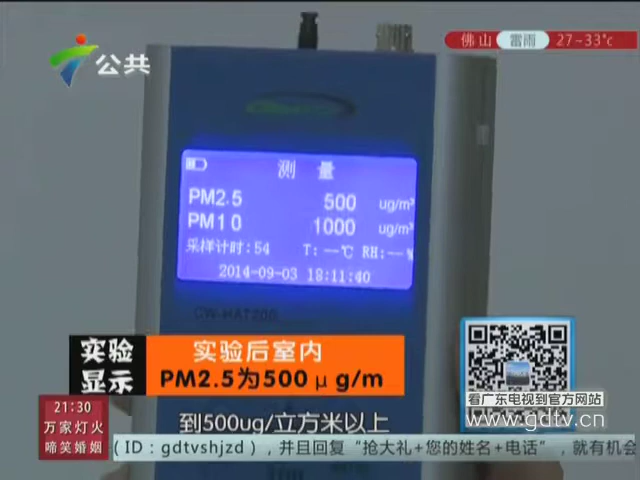 公共
佛山 雷雨 27~33℃
测 量
PM2.5 500 ug/m³
PM10 1000 ug/m³
采样计时:54 T:--℃ RH:--%
2014-09-03 18:11:40
CW-HAT200
实验显示
实验后室内
PM2.5为500μg/m
到500ug/立方米以上
看广东电视到官方网站
www.gdtv.cn
21:30
万家灯火
啼笑婚姻
(ID:gdtvshjzd),并且回复“抢大礼+您的姓名+电话”,就有机会